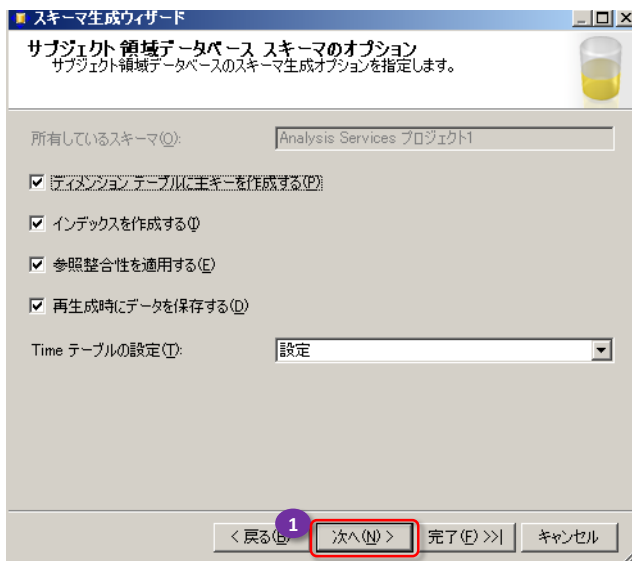 スキーマ生成ウィザード
サブジェクト領域データベース スキーマのオプション
サブジェクト領域データベースのスキーマ生成オプションを指定します。
所有しているスキーマ(O):
Analysis Services プロジェクト1
ディメンション テーブルに主キーを作成する(P)
インデックスを作成する(I)
参照整合性を適用する(E)
再生成時にデータを保存する(D)
Time テーブルの設定(T):
設定
1
< 戻る(B) 次へ(N) > 完了(F) >>| キャンセル